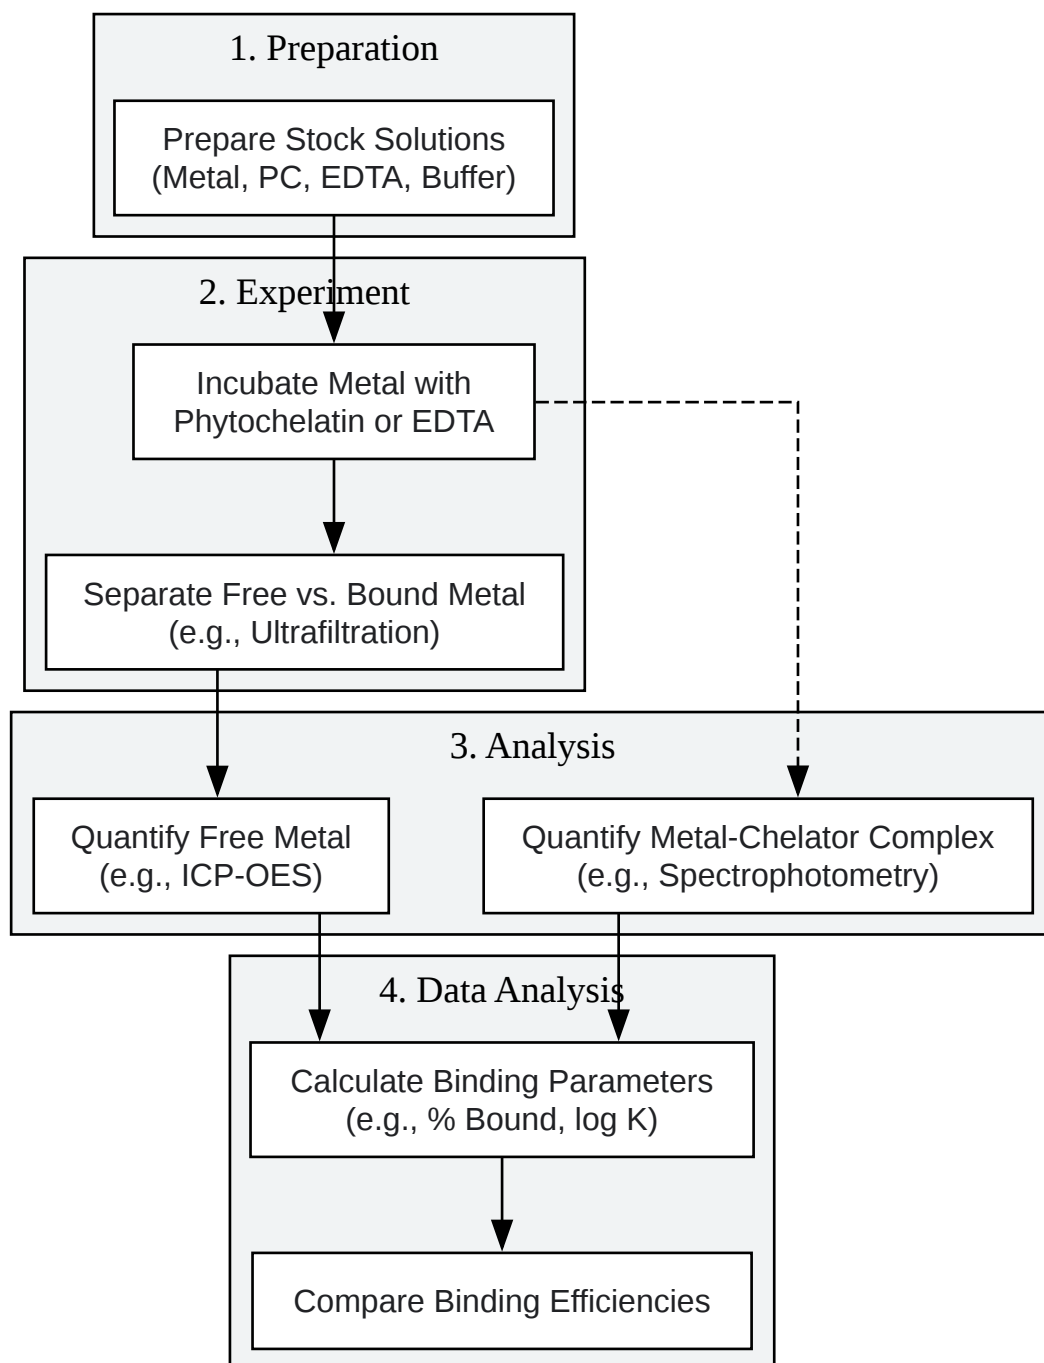 1. Preparation
Prepare Stock Solutions
(Metal, PC, EDTA, Buffer)
2. Experiment
Incubate Metal with
Phytochelatin or EDTA
Separate Free vs. Bound Metal
(e.g., Ultrafiltration)
3. Analysis
Quantify Free Metal
(e.g., ICP-OES)
Quantify Metal-Chelator Complex
(e.g., Spectrophotometry)
4. Data Analysis
Calculate Binding Parameters
(e.g., % Bound, log K)
Compare Binding Efficiencies